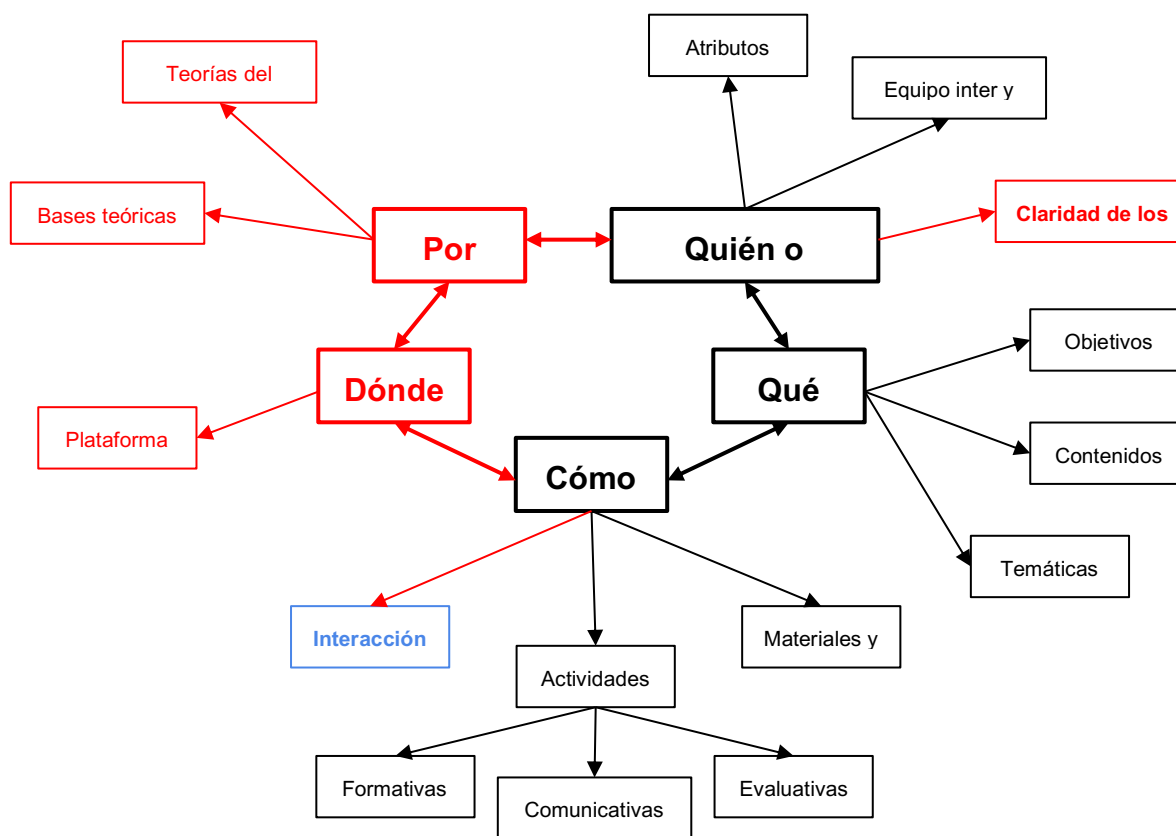 Atributos
Teorías del
Equipo inter y
Bases teóricas
Claridad de los
Por
Quién o
Objetivos
Dónde
Qué
Plataforma
Contenidos
Cómo
Temáticas
Interacción
Materiales y
Actividades
Formativas
Comunicativas
Evaluativas